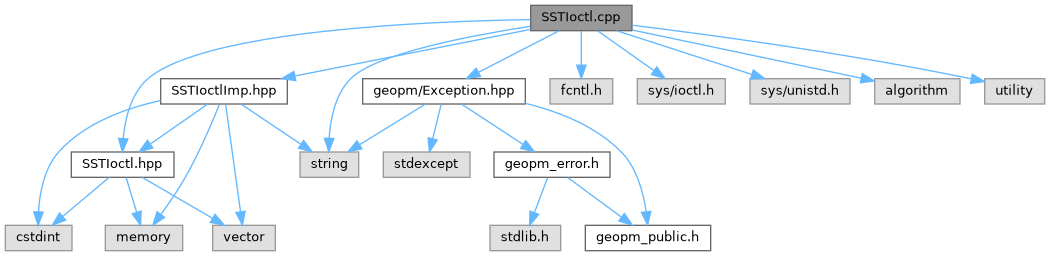 SSTIoctl.cpp
SSTIoctlImp.hpp
geopm/Exception.hpp
fcntl.h
sys/ioctl.h
sys/unistd.h
algorithm
utility
SSTIoctl.hpp
string
stdexcept
geopm_error.h
cstdint
memory
vector
stdlib.h
geopm_public.h